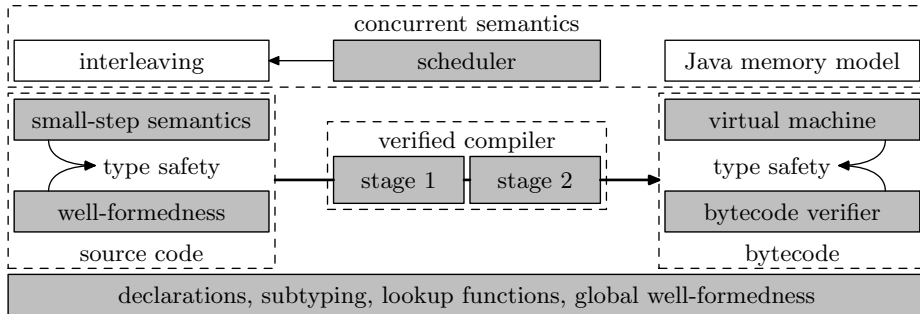 concurrent semantics
interleaving
scheduler
Java memory model
small-step semantics
type safety
well-formedness
source code
verified compiler
stage 1
stage 2
virtual machine
type safety
bytecode verifier
bytecode
declarations, subtyping, lookup functions, global well-formedness